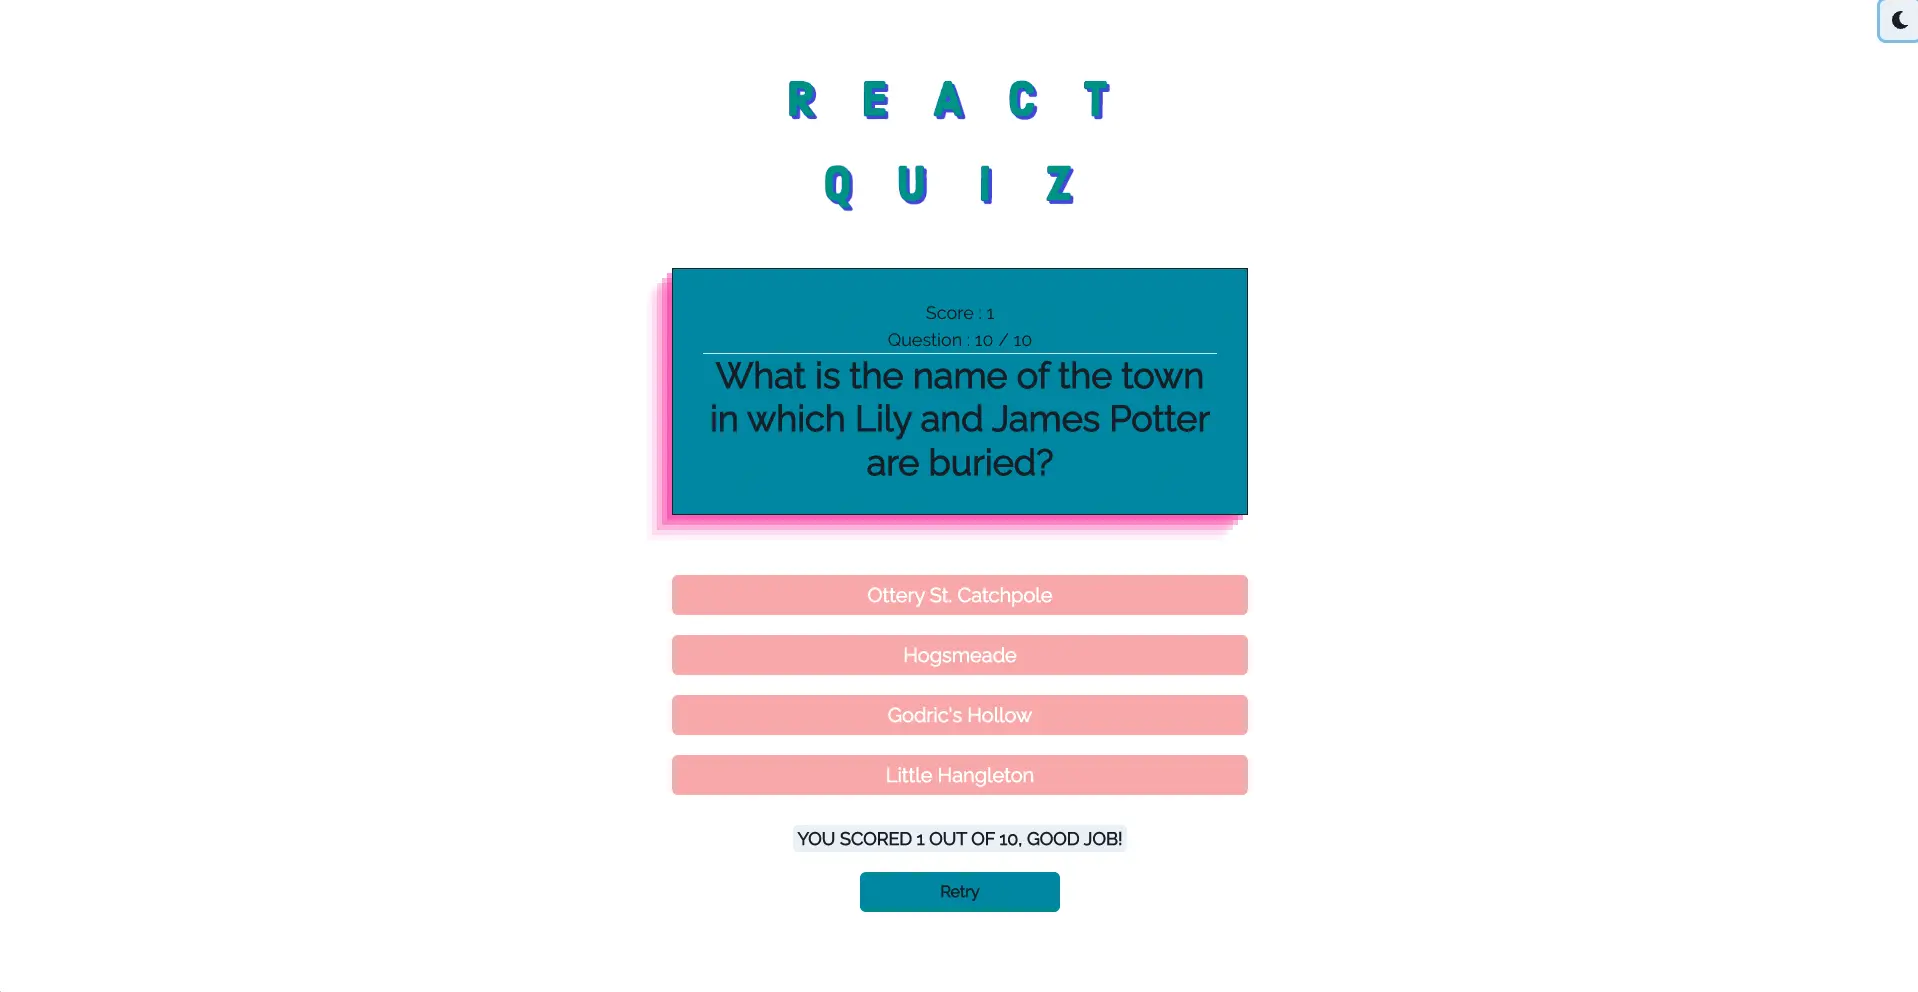 R E A C T
Q U I Z
Score : 1
Question : 10 / 10
What is the name of the town
in which Lily and James Potter
are buried?
Ottery St. Catchpole
Hogsmeade
Godric's Hollow
Little Hangleton
YOU SCORED 1 OUT OF 10, GOOD JOB!
Retry